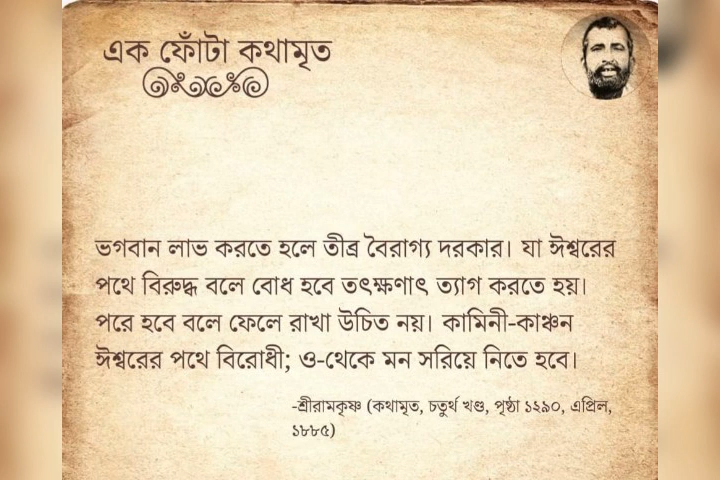 এক ফোঁটা কথামৃত
ভগবান লাভ করতে হলে তীব্র বৈরাগ্য দরকার। যা ঈশ্বরের
পথে বিরুদ্ধ বলে বোধ হবে তৎক্ষণাৎ ত্যাগ করতে হয়।
পরে হবে বলে ফেলে রাখা উচিত নয়। কামিনী-কাঞ্চন
ঈশ্বরের পথে বিরোধী; ও-থেকে মন সরিয়ে নিতে হবে।
-শ্রীরামকৃষ্ণ (কথামৃত, চতুর্থ খণ্ড, পৃষ্ঠা ১২৯০, এপ্রিল,
১৮৮৫)